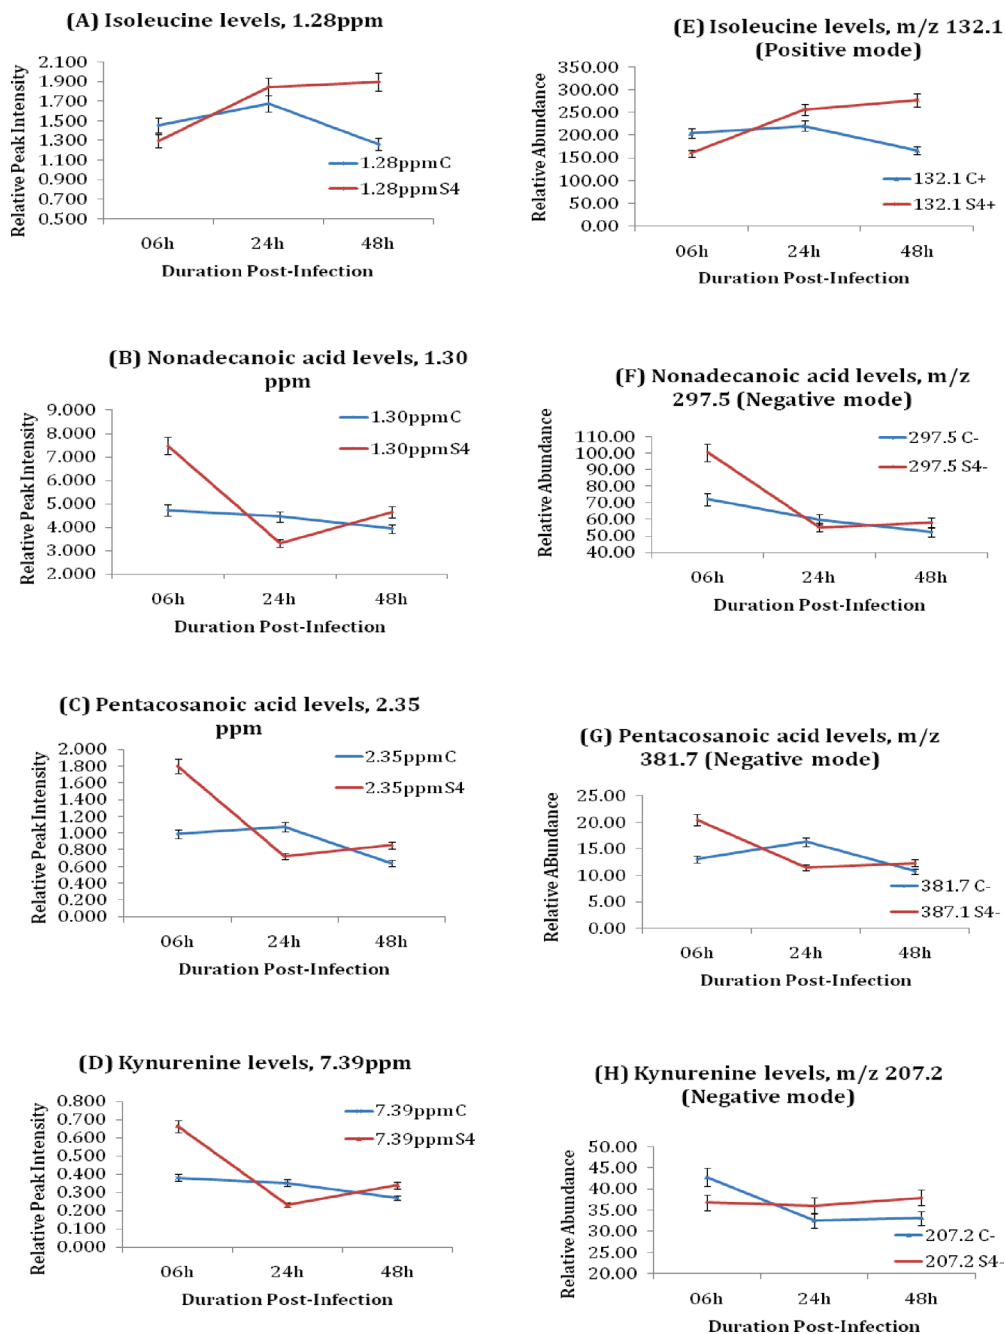 (A) Isoleucine levels, 1.28ppm
Relative Peak Intensity
2.100
1.900
1.700
1.500
1.300
1.100
0.900
0.700
0.500
1.28ppm C
1.28ppm S4
06h 24h 48h
Duration Post-Infection
(E) Isoleucine levels, m/z 132.1
(Positive mode)
Relative Abundance
350.00
300.00
250.00
200.00
150.00
100.00
50.00
0.00
132.1 C+
132.1 S4+
06h 24h 48h
Duration Post-Infection
(B) Nonadecanoic acid levels, 1.30
ppm
Relative Peak Intensity
9.000
8.000
7.000
6.000
5.000
4.000
3.000
2.000
1.30ppm C
1.30ppm S4
06h 24h 48h
Duration Post-Infection
(F) Nonadecanoic acid levels, m/z
297.5 (Negative mode)
Relative Abundance
110.00
100.00
90.00
80.00
70.00
60.00
50.00
40.00
297.5 C-
297.5 S4-
06h 24h 48h
Duration Post-Infection
(C) Pentacosanoic acid levels, 2.35
ppm
Relative Peak Intensity
2.000
1.800
1.600
1.400
1.200
1.000
0.800
0.600
0.400
0.200
0.000
2.35ppm C
2.35ppm S4
06h 24h 48h
Duration Post-Infection
(G) Pentacosanoic acid levels, m/z
381.7 (Negative mode)
Relative ABundance
25.00
20.00
15.00
10.00
5.00
0.00
381.7 C-
387.1 S4-
06h 24h 48h
Duration Post-Infection
(D) Kynurenine levels, 7.39ppm
Relative Peak Intensity
0.800
0.700
0.600
0.500
0.400
0.300
0.200
0.100
0.000
7.39ppm C
7.39ppm S4
06h 24h 48h
Duration Post-Infection
(H) Kynurenine levels, m/z 207.2
(Negative mode)
Relative Abundance
50.00
45.00
40.00
35.00
30.00
25.00
20.00
207.2 C-
207.2 S4-
06h 24h 48h
Duration Post-Infection